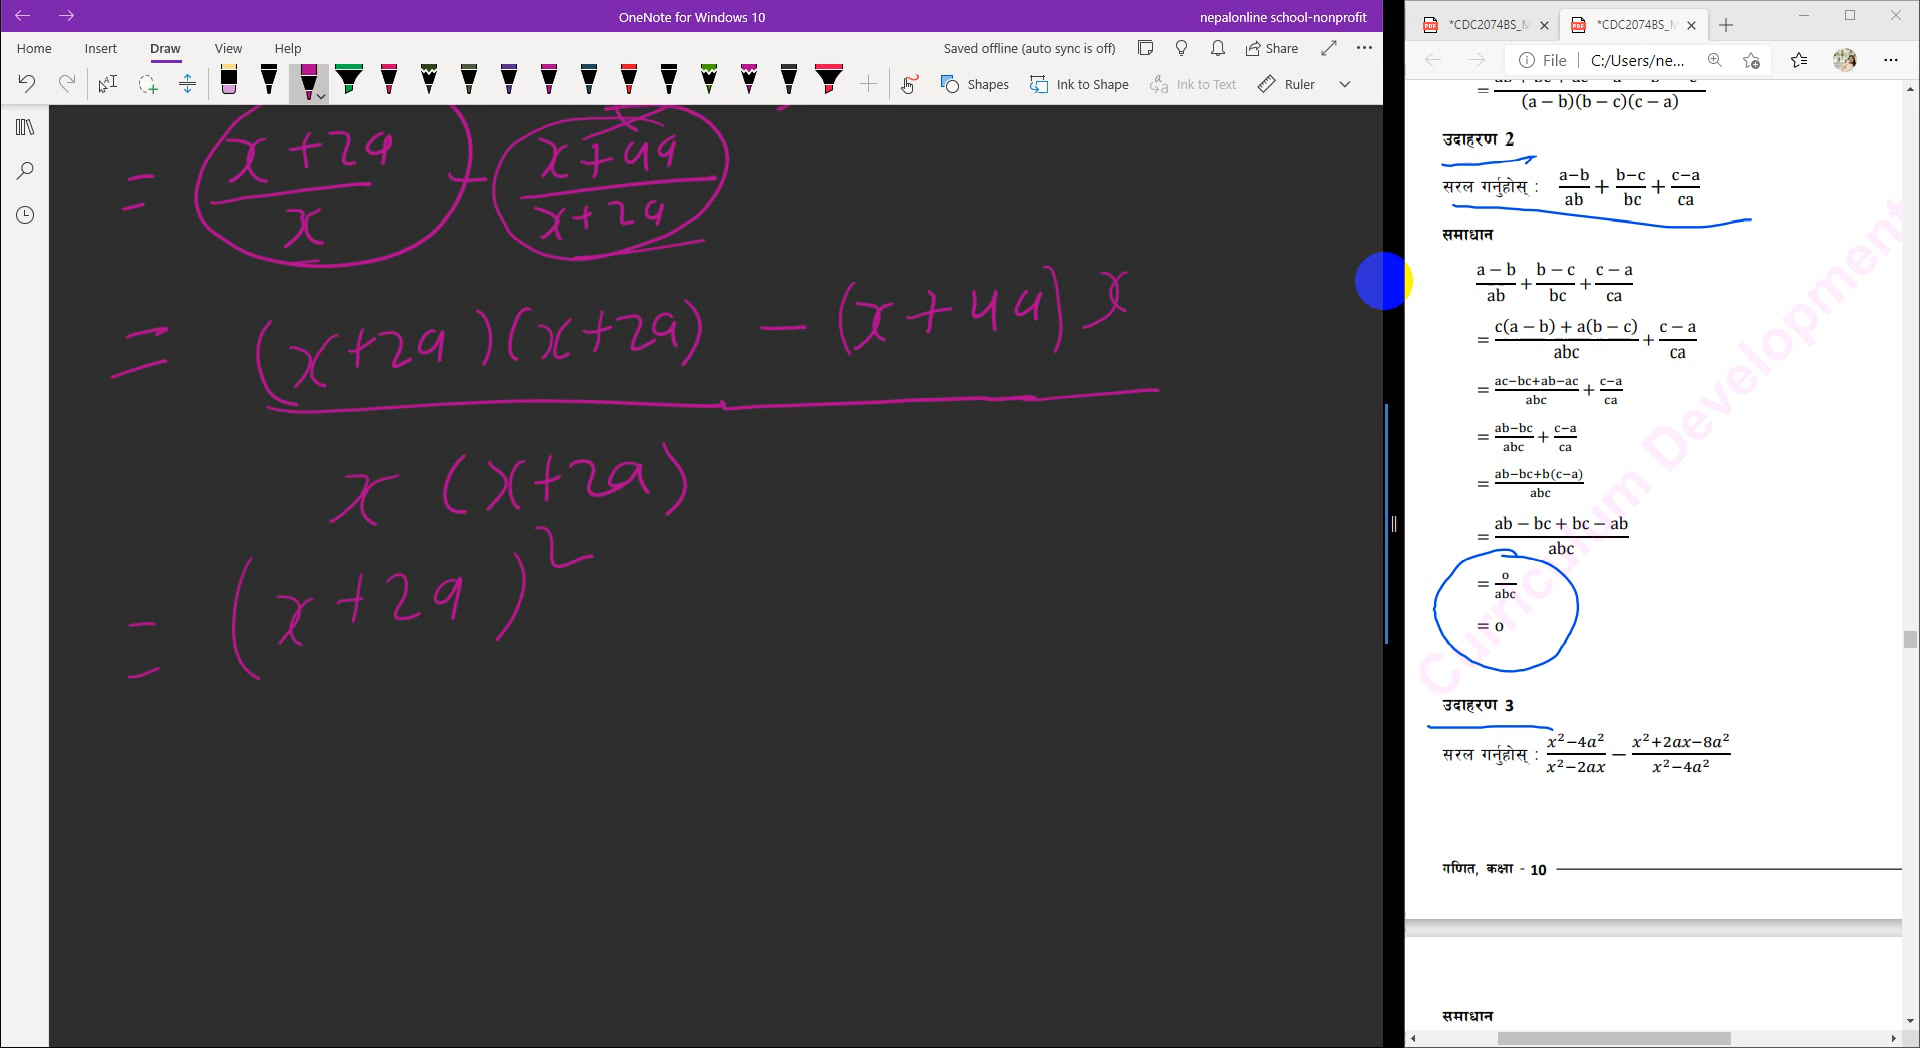 OneNote for Windows 10
nepalonline school-nonprofit
Home Insert Draw View Help
Saved offline (auto sync is off) Share
Shapes Ink to Shape Ink to Text Ruler
= x+2a/x - x+4a/x+2a
= (x+2a)(x+2a) - (x+4a)x
x (x+2a)
= (x+2a)²
*CDC2074BS_M *CDC2074BS_M
File C:/Users/ne...
= (a − b)(b − c)(c − a)
उदाहरण 2
सरल गर्नुहोस् : a−b/ab + b−c/bc + c−a/ca
समाधान
a − b/ab + b − c/bc + c − a/ca
= c(a − b) + a(b − c)/abc + c − a/ca
= ac−bc+ab−ac/abc + c−a/ca
= ab−bc/abc + c−a/ca
= ab−bc+b(c−a)/abc
= ab − bc + bc − ab/abc
= o/abc
= o
उदाहरण 3
सरल गर्नुहोस् : x²−4a²/x²−2ax − x²+2ax−8a²/x²−4a²
गणित, कक्षा - 10
समाधान
Curriculum Development